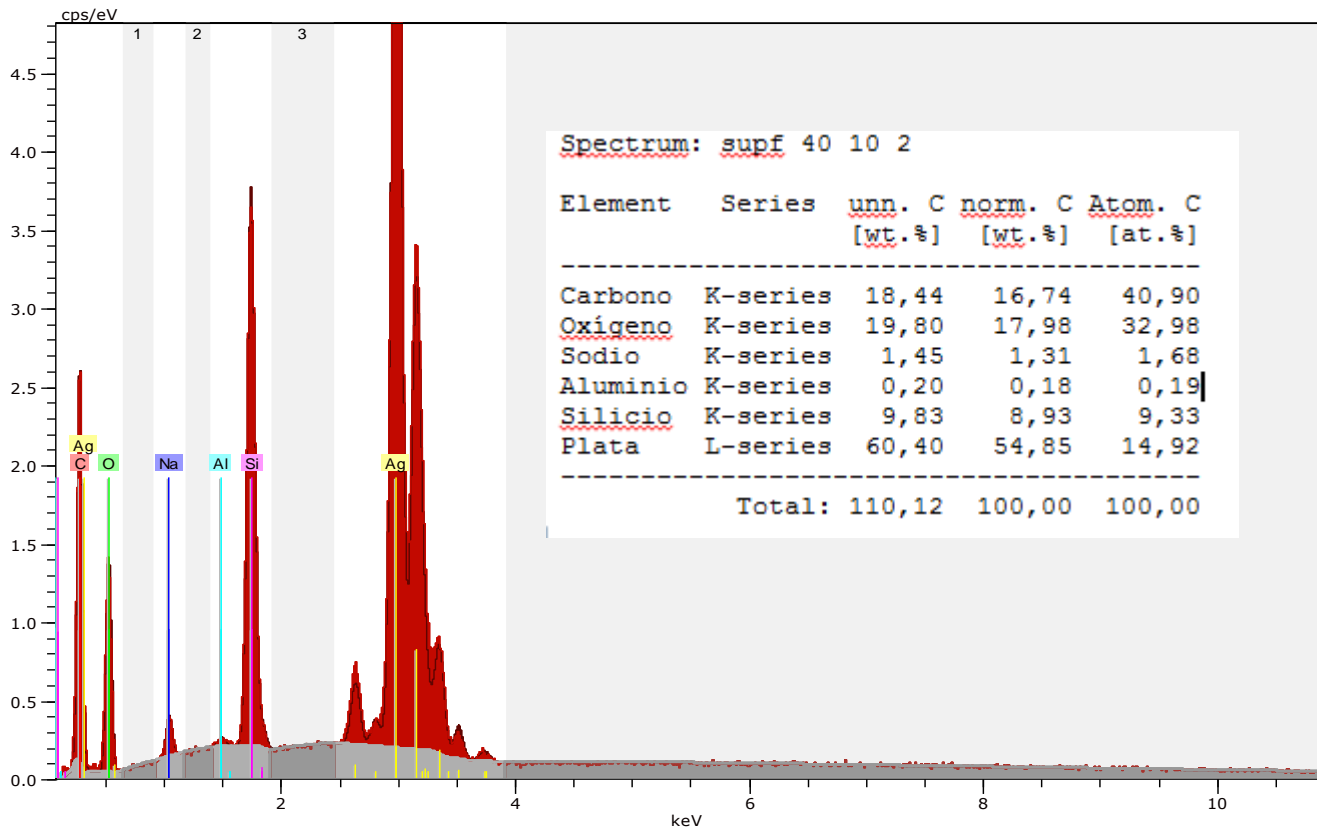 cps/eV
1 2 3
4.5
4.0
3.5
3.0
2.5
2.0
1.5
1.0
0.5
0.0
Ag
C O Na Al Si Ag
2 4 6 8 10
keV
Spectrum: supf 40 10 2
Element Series unn. C norm. C Atom. C
[wt.%] [wt.%] [at.%]
-----------------------------------------
Carbono K-series 18,44 16,74 40,90
Oxígeno K-series 19,80 17,98 32,98
Sodio K-series 1,45 1,31 1,68
Aluminio K-series 0,20 0,18 0,19
Silicio K-series 9,83 8,93 9,33
Plata L-series 60,40 54,85 14,92
-----------------------------------------
Total: 110,12 100,00 100,00